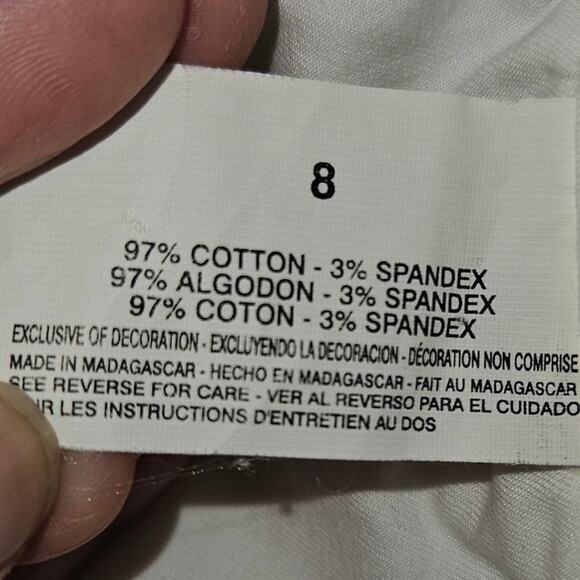 8
97% COTTON - 3% SPANDEX
97% ALGODON - 3% SPANDEX
97% COTON - 3% SPANDEX
EXCLUSIVE OF DECORATION - EXCLUYENDO LA DECORACION - DÉCORATION NON COMPRISE
MADE IN MADAGASCAR - HECHO EN MADAGASCAR - FAIT AU MADAGASCAR
SEE REVERSE FOR CARE - VER AL REVERSO PARA EL CUIDADO
LES INSTRUCTIONS D'ENTRETIEN AU DOS